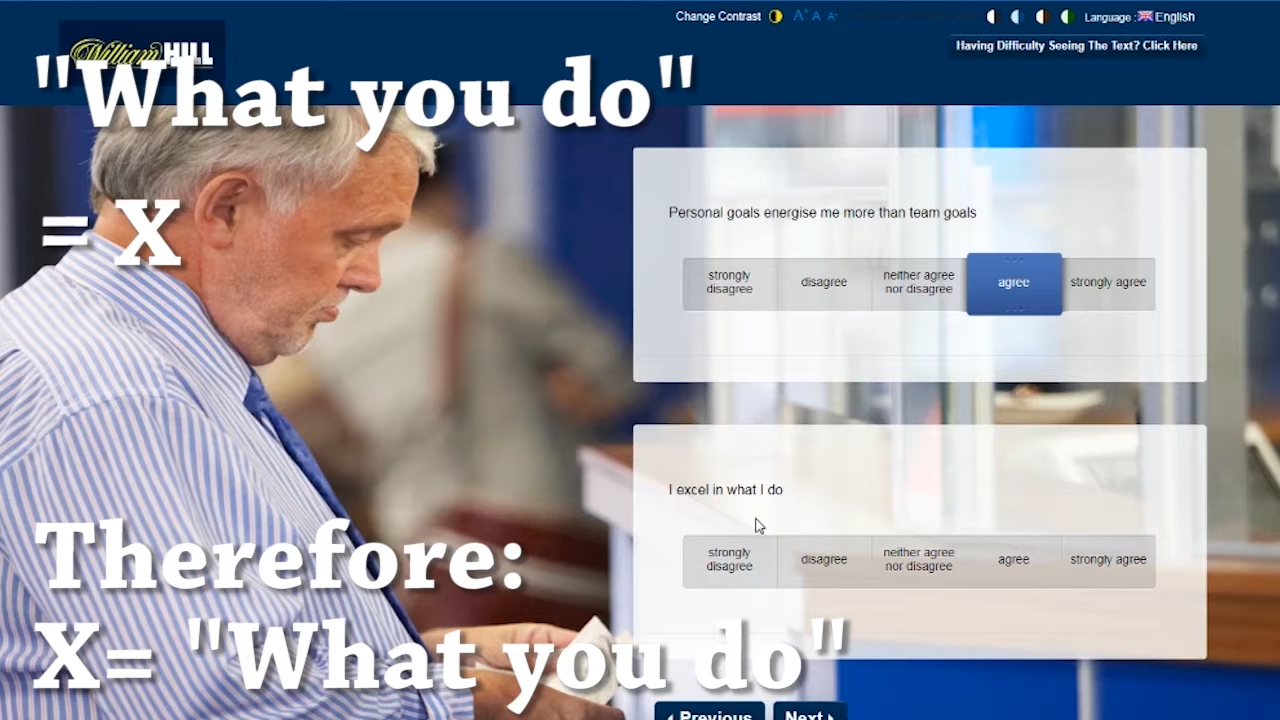 Change Contrast A+ A A-
Language : English
Having Difficulty Seeing The Text? Click Here
William HILL
"What you do"
= X
Personal goals energise me more than team goals
strongly disagree
disagree
neither agree nor disagree
agree
strongly agree
I excel in what I do
strongly disagree
disagree
neither agree nor disagree
agree
strongly agree
Therefore:
X= "What you do"
Previous
Next